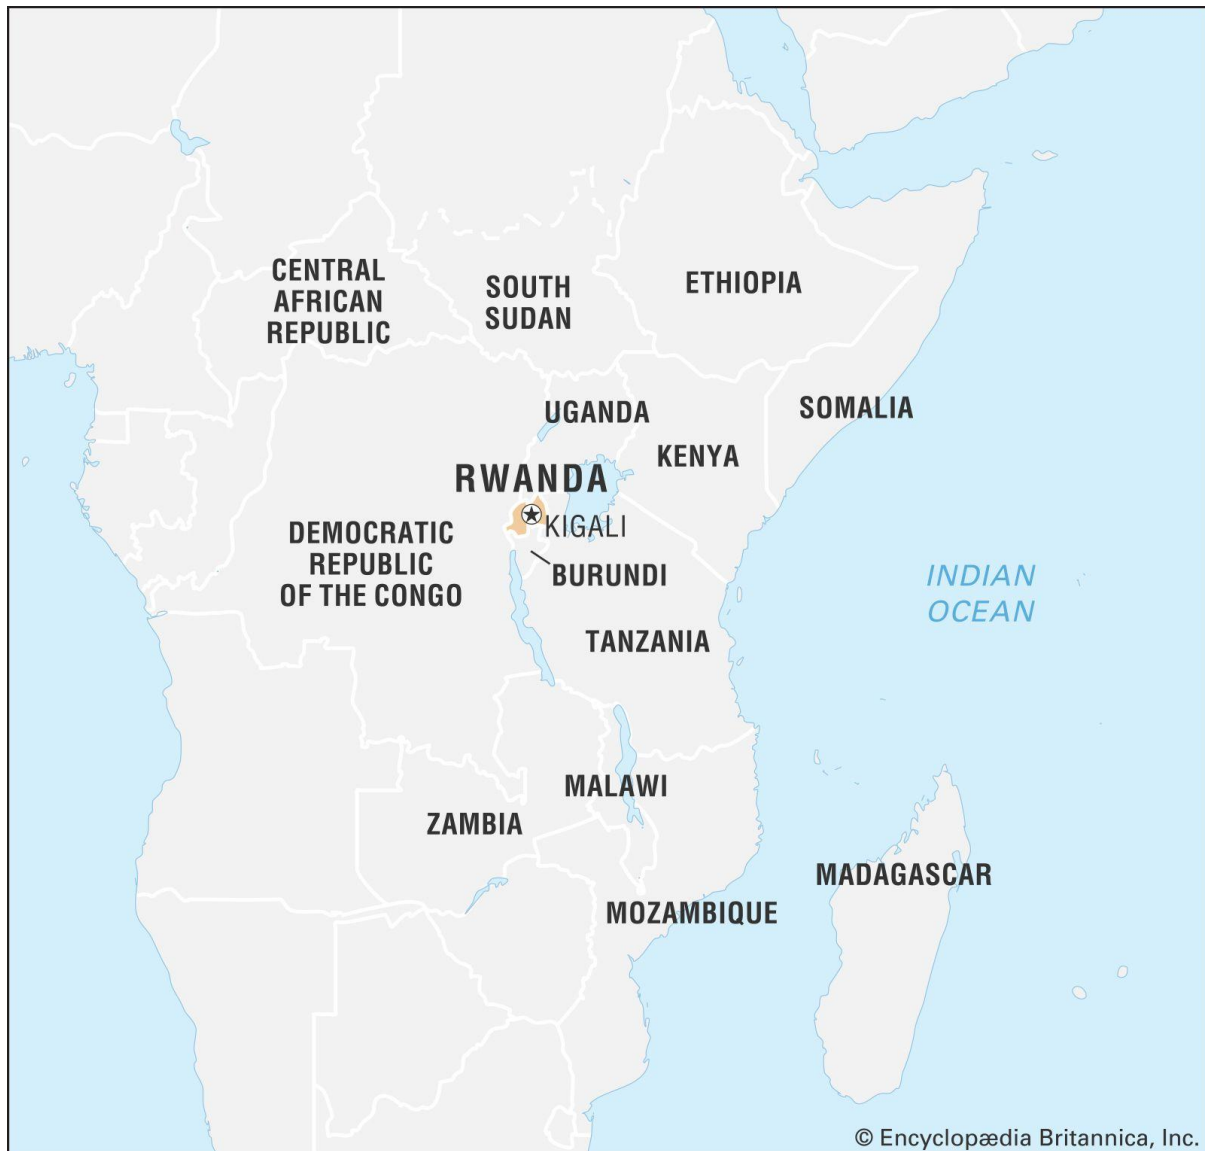 CENTRAL
AFRICAN
REPUBLIC
SOUTH
SUDAN
ETHIOPIA
UGANDA
SOMALIA
KENYA
RWANDA
KIGALI
DEMOCRATIC
REPUBLIC
OF THE CONGO
BURUNDI
INDIAN
OCEAN
TANZANIA
MALAWI
ZAMBIA
MADAGASCAR
MOZAMBIQUE
© Encyclopædia Britannica, Inc.